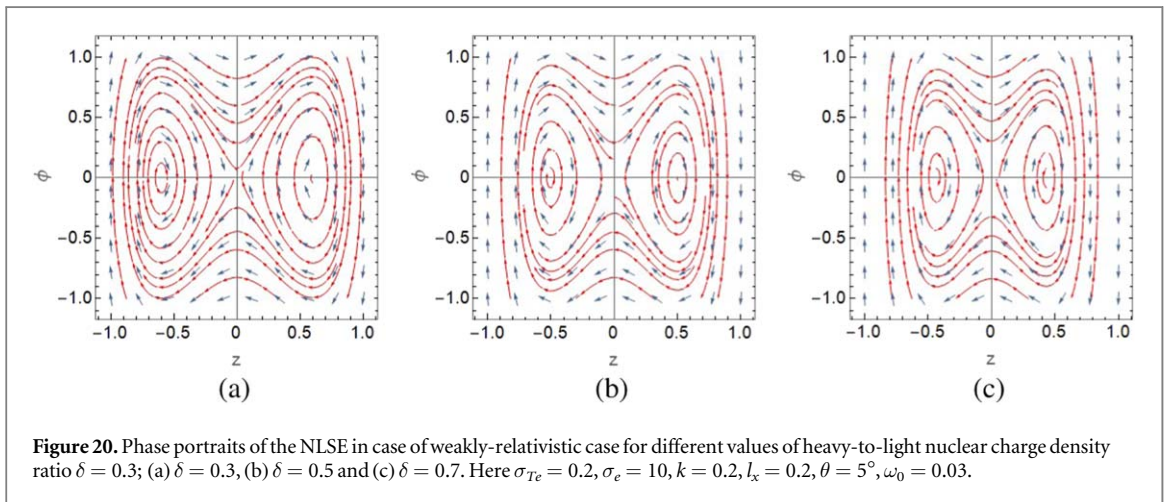 1.0
0.5
0
−0.5
−1.0
ϕ
−1.0 −0.5 0 0.5 1.0
z
(a)
1.0
0.5
0
−0.5
−1.0
ϕ
−1.0 −0.5 0 0.5 1.0
z
(b)
1.0
0.5
0
−0.5
−1.0
ϕ
−1.0 −0.5 0 0.5 1.0
z
(c)
Figure 20. Phase portraits of the NLSE in case of weakly-relativistic case for different values of heavy-to-light nuclear charge density
ratio δ = 0.3; (a) δ = 0.3, (b) δ = 0.5 and (c) δ = 0.7. Here σ_Te = 0.2, σ_e = 10, k = 0.2, l_x = 0.2, θ = 5°, ω_0 = 0.03.